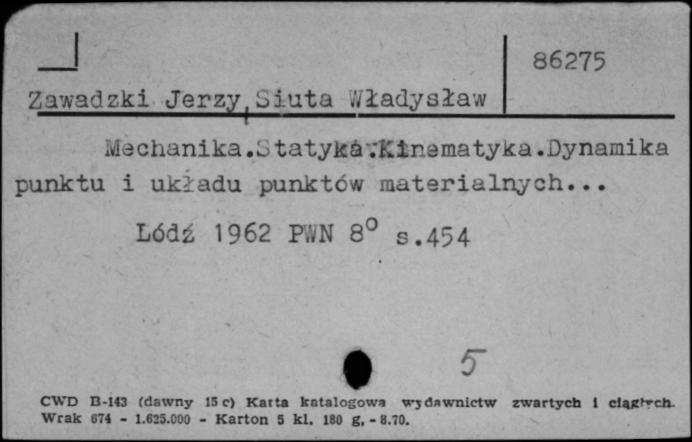 86275
Zawadzki Jerzy, Siuta Władysław
Mechanika.Statyka.Kinematyka.Dynamika
punktu i układu punktów materialnych...
Łódź 1962 PWN 8° s.454
5
CWD B-143 (dawny 15 c) Karta katalogowa wydawnictw zwartych i ciągłych.
Wrak 674 - 1.625.000 - Karton 5 kl. 180 g. - 8.70.